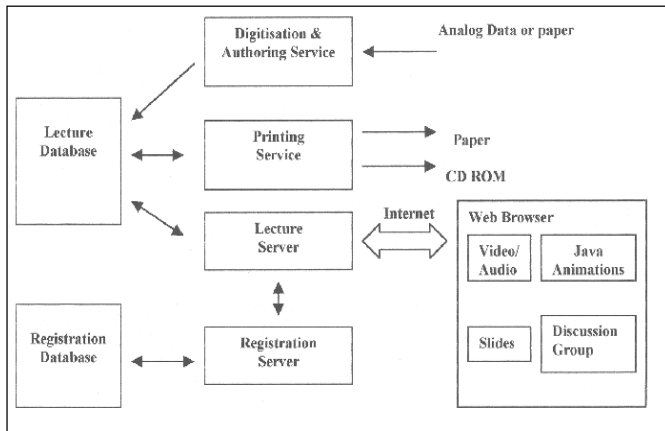 Digitisation &
Authoring Service
Analog Data or paper
Lecture
Database
Printing
Service
Paper
CD ROM
Lecture
Server
Internet
Web Browser
Video/
Audio
Java
Animations
Slides
Discussion
Group
Registration
Database
Registration
Server